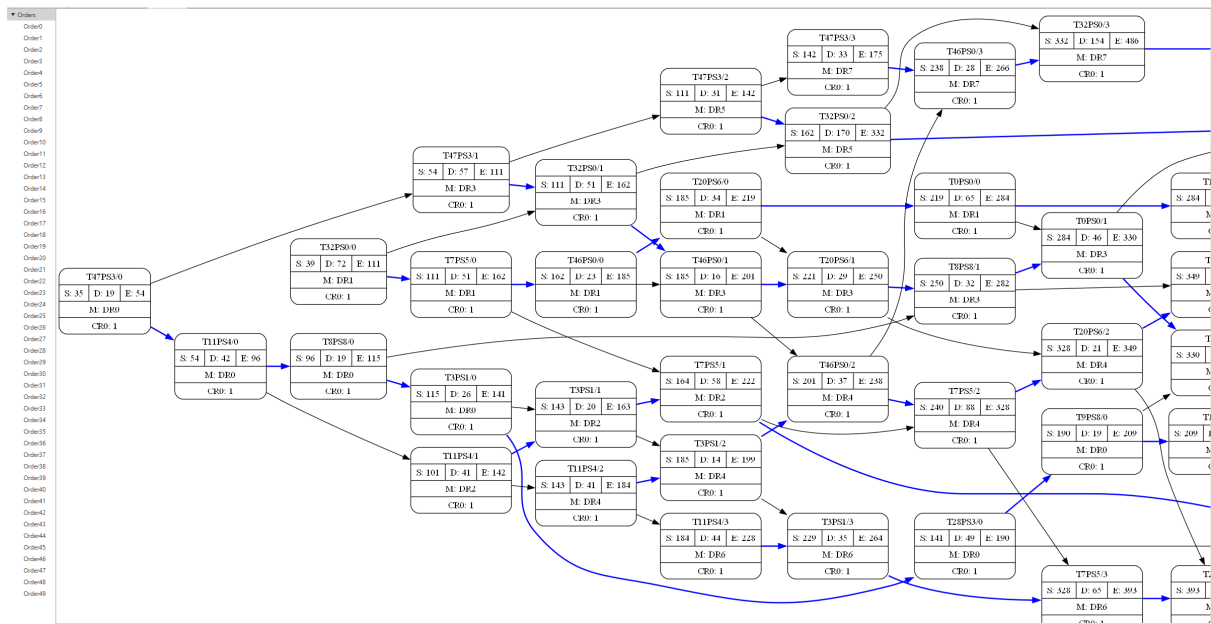 Orders
Order0
Order1
Order2
Order3
Order4
Order5
Order6
Order7
Order8
Order9
Order10
Order11
Order12
Order13
Order14
Order15
Order16
Order17
Order18
Order19
Order20
Order21
Order22
Order23
Order24
Order25
Order26
Order27
Order28
Order29
Order30
Order31
Order32
Order33
Order34
Order35
Order36
Order37
Order38
Order39
Order40
Order41
Order42
Order43
Order44
Order45
Order46
Order47
Order48
Order49
T47PS3/0
S: 35 D: 19 E: 54
M: DR0
CR0: 1
T11PS4/0
S: 54 D: 42 E: 96
M: DR0
CR0: 1
T32PS0/0
S: 39 D: 72 E: 111
M: DR1
CR0: 1
T8PS8/0
S: 96 D: 19 E: 115
M: DR0
CR0: 1
T47PS3/1
S: 54 D: 57 E: 111
M: DR3
CR0: 1
T7PS5/0
S: 111 D: 51 E: 162
M: DR1
CR0: 1
T3PS1/0
S: 115 D: 26 E: 141
M: DR0
CR0: 1
T11PS4/1
S: 101 D: 41 E: 142
M: DR2
CR0: 1
T32PS0/1
S: 111 D: 51 E: 162
M: DR3
CR0: 1
T46PS0/0
S: 162 D: 23 E: 185
M: DR1
CR0: 1
T3PS1/1
S: 143 D: 20 E: 163
M: DR2
CR0: 1
T11PS4/2
S: 143 D: 41 E: 184
M: DR4
CR0: 1
T47PS3/2
S: 111 D: 31 E: 142
M: DR5
CR0: 1
T20PS6/0
S: 185 D: 34 E: 219
M: DR1
CR0: 1
T46PS0/1
S: 185 D: 16 E: 201
M: DR3
CR0: 1
T7PS5/1
S: 164 D: 58 E: 222
M: DR2
CR0: 1
T3PS1/2
S: 185 D: 14 E: 199
M: DR4
CR0: 1
T11PS4/3
S: 184 D: 44 E: 228
M: DR6
CR0: 1
T47PS3/3
S: 142 D: 33 E: 175
M: DR7
CR0: 1
T32PS0/2
S: 162 D: 170 E: 332
M: DR5
CR0: 1
T20PS6/1
S: 221 D: 29 E: 250
M: DR3
CR0: 1
T46PS0/2
S: 201 D: 37 E: 238
M: DR4
CR0: 1
T3PS1/3
S: 229 D: 35 E: 264
M: DR6
CR0: 1
T46PS0/3
S: 238 D: 28 E: 266
M: DR7
CR0: 1
T0PS0/0
S: 219 D: 65 E: 284
M: DR1
CR0: 1
T8PS8/1
S: 250 D: 32 E: 282
M: DR3
CR0: 1
T7PS5/2
S: 240 D: 88 E: 328
M: DR4
CR0: 1
T28PS3/0
S: 141 D: 49 E: 190
M: DR0
CR0: 1
T32PS0/3
S: 332 D: 154 E: 486
M: DR7
CR0: 1
T0PS0/1
S: 284 D: 46 E: 330
M: DR3
CR0: 1
T20PS6/2
S: 328 D: 21 E: 349
M: DR4
CR0: 1
T9PS8/0
S: 190 D: 19 E: 209
M: DR0
CR0: 1
T7PS5/3
S: 328 D: 65 E: 393
M: DR6
S: 284
S: 349
S: 330
S: 209
S: 393